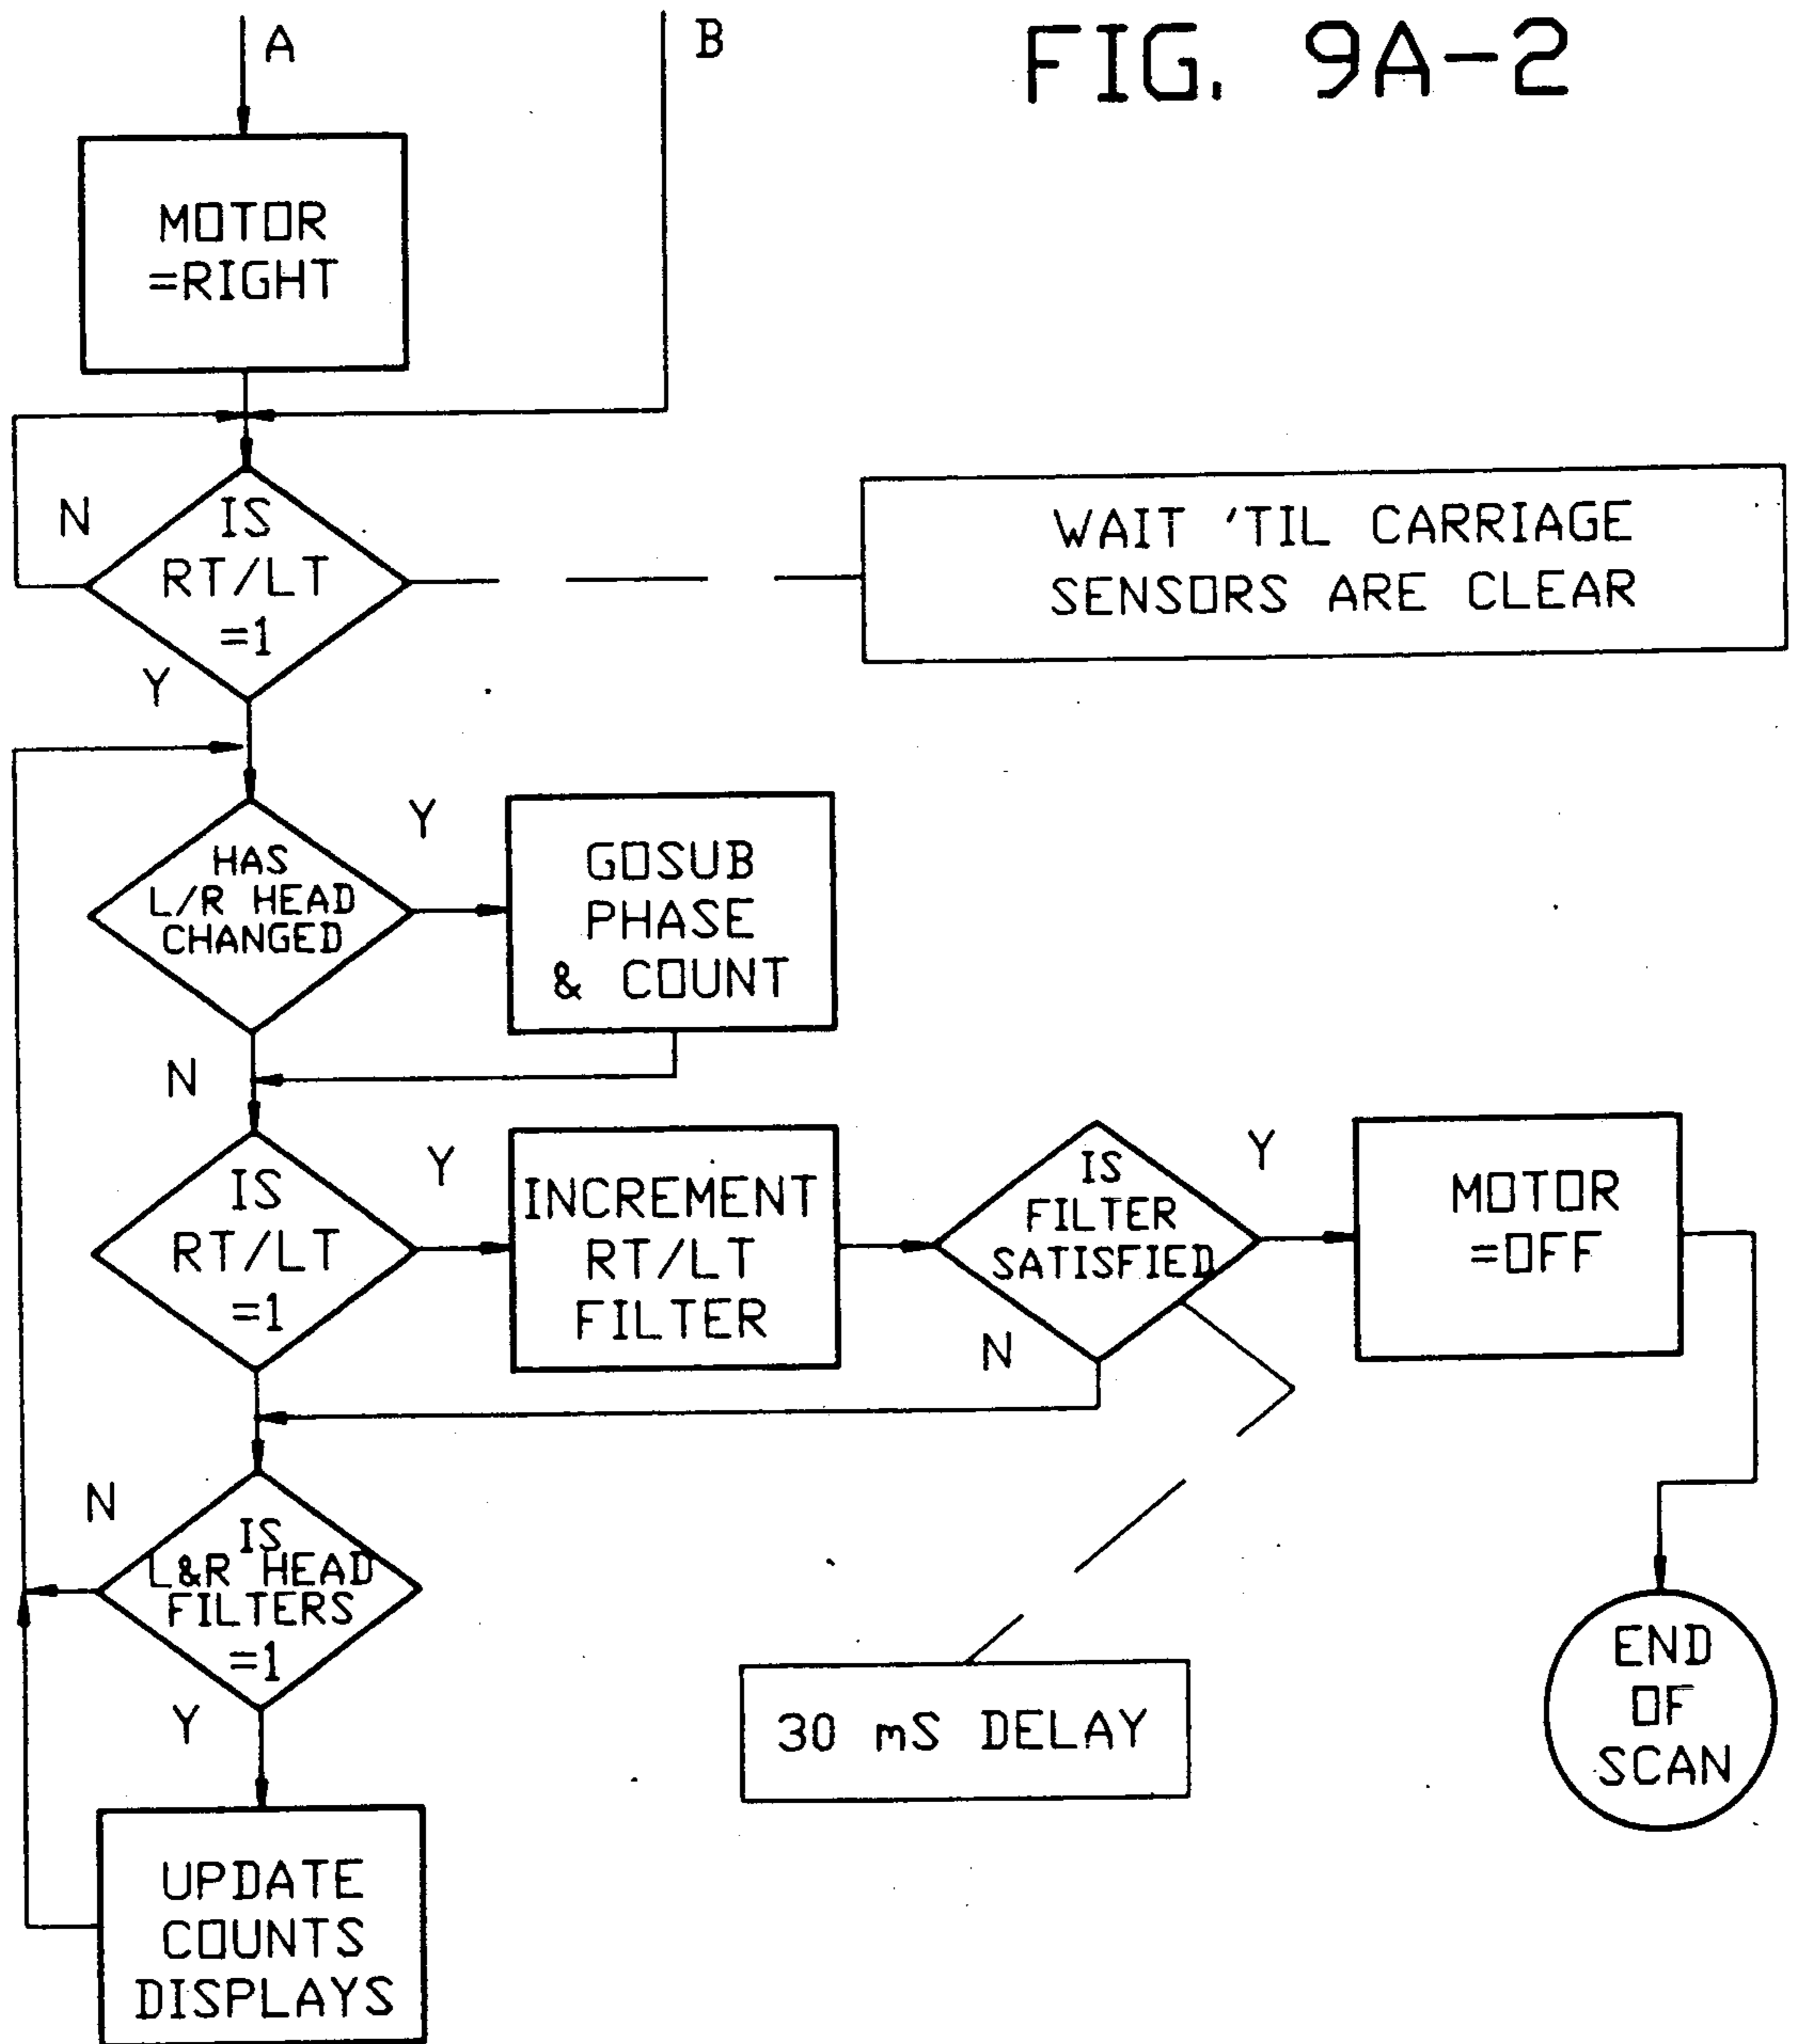 A
B
FIG. 9A-2
MOTOR
=RIGHT
N
IS
RT/LT
=1
WAIT 'TIL CARRIAGE
SENSORS ARE CLEAR
Y
HAS
L/R HEAD
CHANGED
Y
GOSUB
PHASE
& COUNT
N
IS
RT/LT
=1
Y
INCREMENT
RT/LT
FILTER
IS
FILTER
SATISFIED
Y
MOTOR
=OFF
N
N
IS
L&R HEAD
FILTERS
=1
Y
30 mS DELAY
END
OF
SCAN
UPDATE
COUNTS
DISPLAYS